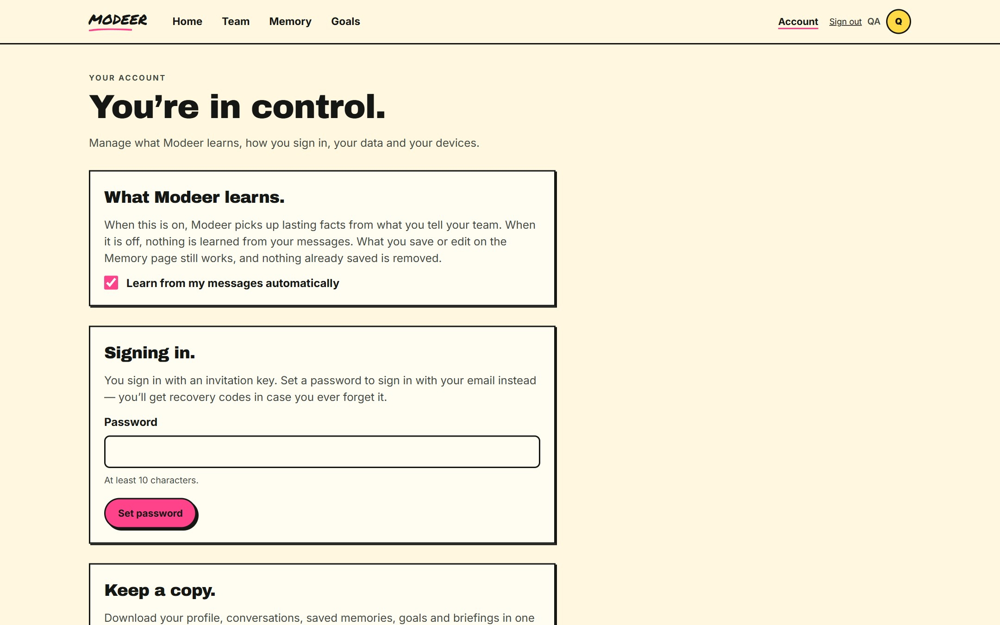 MODEER
Home
Team
Memory
Goals
Account
Sign out
QA
Q
YOUR ACCOUNT
You’re in control.
Manage what Modeer learns, how you sign in, your data and your devices.
What Modeer learns.
When this is on, Modeer picks up lasting facts from what you tell your team. When
it is off, nothing is learned from your messages. What you save or edit on the
Memory page still works, and nothing already saved is removed.
Learn from my messages automatically
Signing in.
You sign in with an invitation key. Set a password to sign in with your email instead
— you’ll get recovery codes in case you ever forget it.
Password
At least 10 characters.
Set password
Keep a copy.
Download your profile, conversations, saved memories, goals and briefings in one